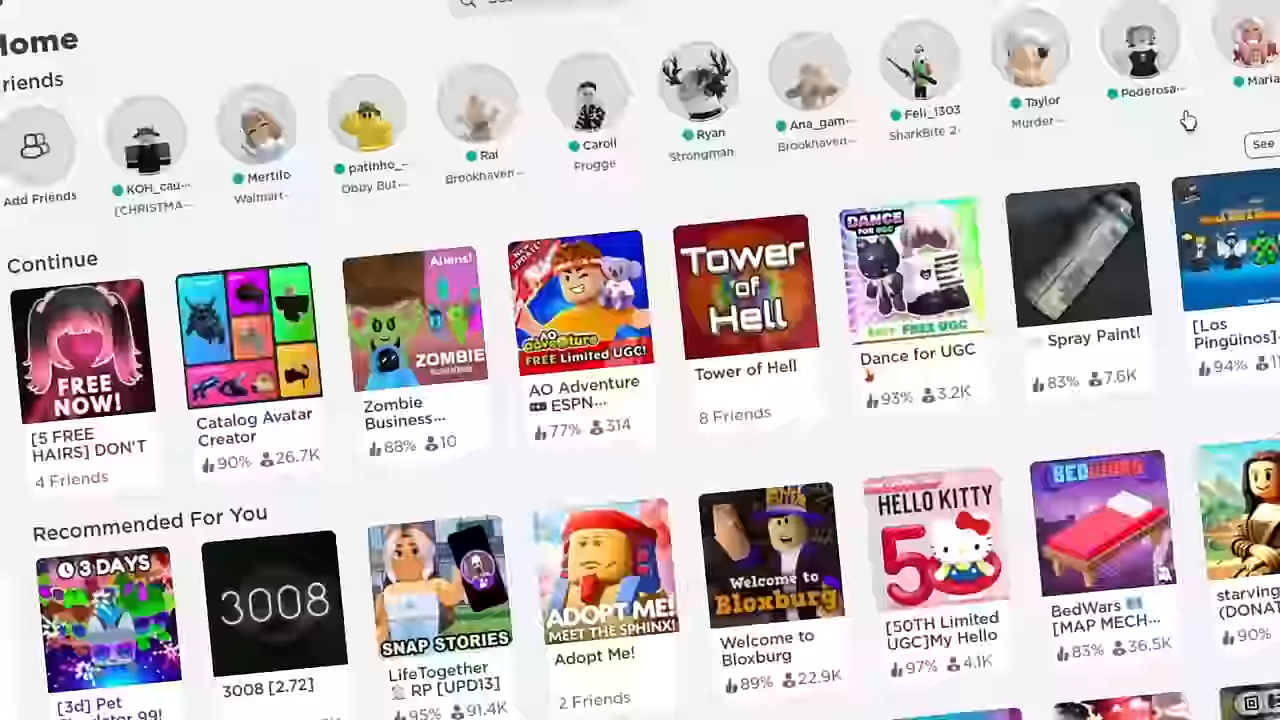 Home
Friends
Add Friends
KOH_cau...
[CHRISTMA...
Mertilo
Walmart-
patinho_-..
Obby But...
Rai
Brookhaven...
Caroli
Frogge
Ryan
Strongman
Ana_gam...
Brookhaven...
Feli_1303
SharkBite 2.
Taylor
Murder...
Poderosa...
Maria
See
Continue
FREE
NOW!
[5 FREE
HAIRS] DON'T
4 Friends
Catalog Avatar
Creator
90% 26.7K
Aliens!
ZOMBIE
Zombie
Business...
88% 10
UPDATE!
AO
adventure
FREE Limited UGC!
AO Adventure
ESPN...
77% 314
Tower
of
Hell
Tower of Hell
8 Friends
DANCE
FOR UGC
FREE UGC
Dance for UGC
93% 3.2K
Spray Paint!
83% 7.6K
[Los
Pingüinos]
94%
Recommended For You
3 DAYS
[3d] Pet
Simulator 99!
3008
3008 [2.72]
SNAP STORIES
LifeTogether
RP [UPD13]
95% 91.4K
ADOPT ME!
MEET THE SPHINX!
Adopt Me!
2 Friends
Welcome to
Bloxburg
Welcome to
Bloxburg
89% 22.9K
HELLO KITTY
50
[50TH Limited
UGC]My Hello
97% 4.1K
BEDWARS
BedWars
[MAP MECH...
83% 36.5K
starving
(DONAT
90%